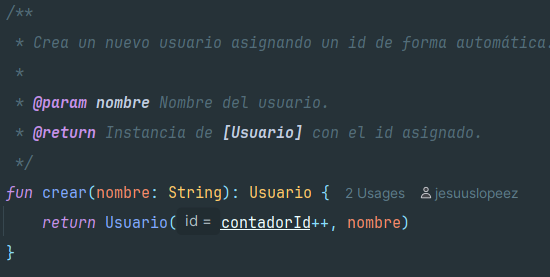 /**
* Crea un nuevo usuario asignando un id de forma automática.
*
* @param nombre Nombre del usuario.
* @return Instancia de [Usuario] con el id asignado.
*/
fun crear(nombre: String): Usuario { 2 Usages jesuuslopeez
return Usuario( id = contadorId++, nombre)
}